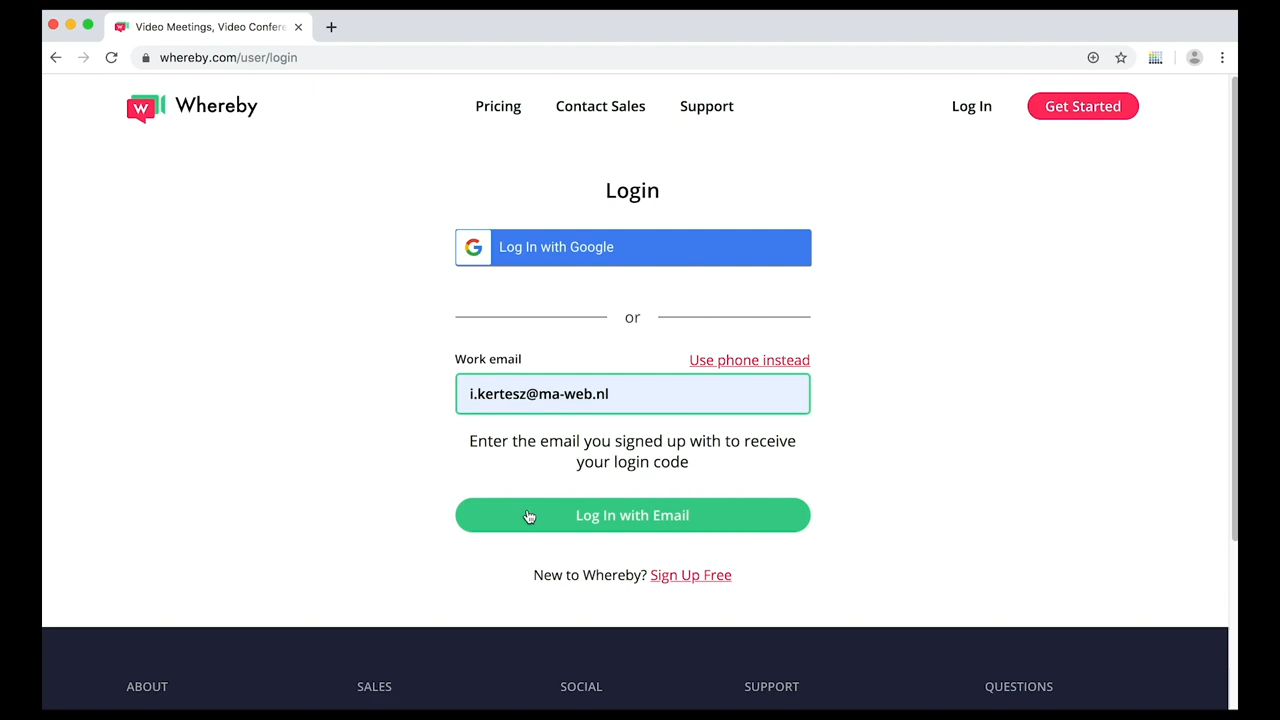 Video Meetings, Video Confere
whereby.com/user/login
Whereby
Pricing
Contact Sales
Support
Log In
Get Started
Login
G Log In with Google
or
Work email
Use phone instead
i.kertesz@ma-web.nl
Enter the email you signed up with to receive
your login code
Log In with Email
New to Whereby? Sign Up Free
ABOUT
SALES
SOCIAL
SUPPORT
QUESTIONS